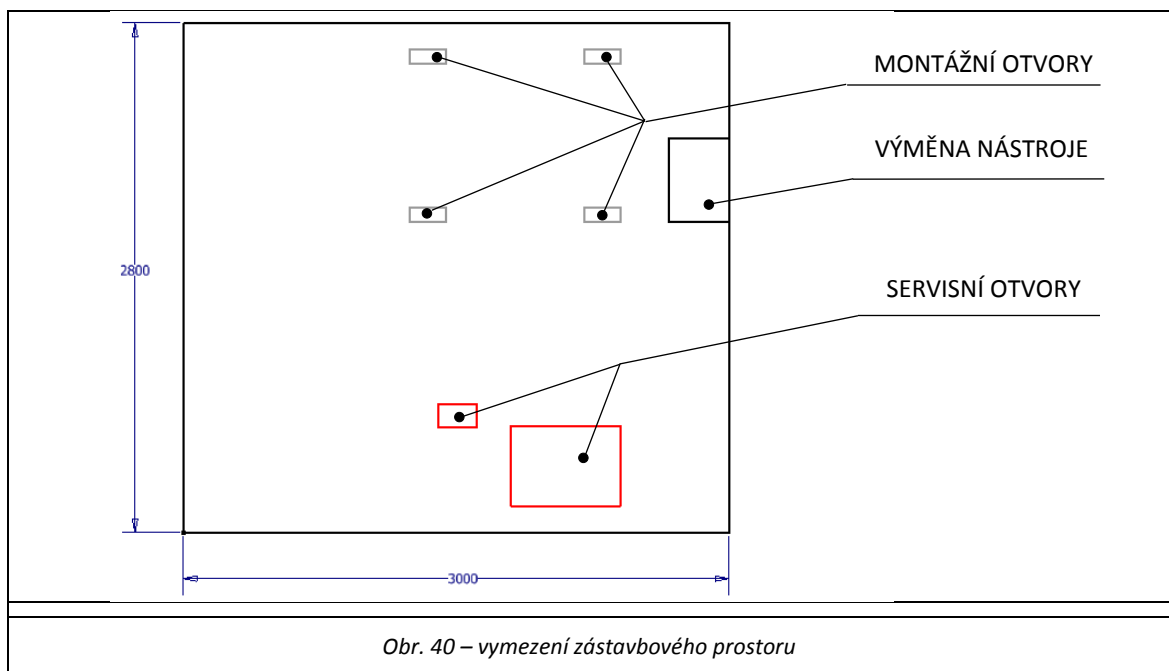 MONTÁŽNÍ OTVORY
VÝMĚNA NÁSTROJE
2800
SERVISNÍ OTVORY
3000
Obr. 40 – vymezení zástavbového prostoru